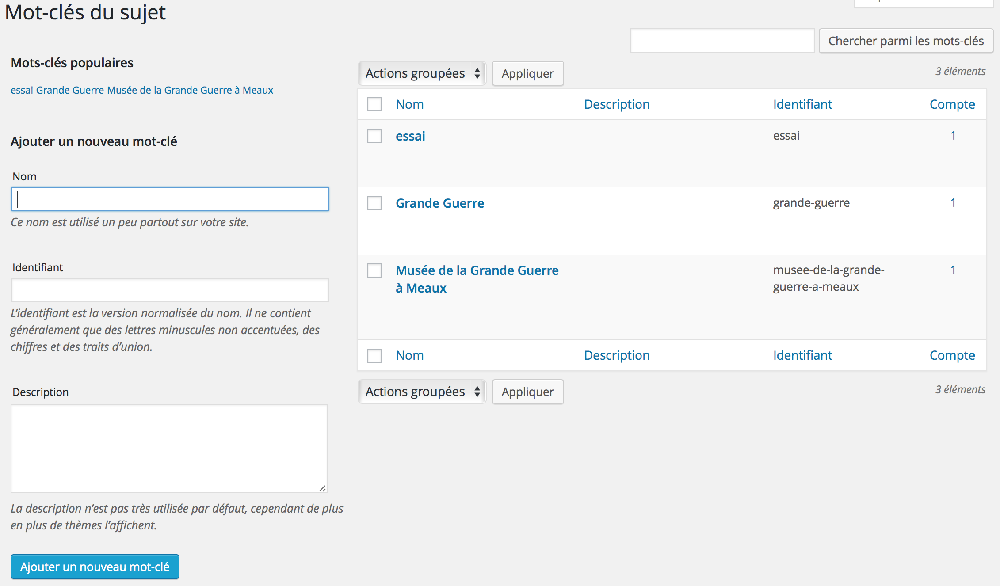 Mot-clés du sujet
Chercher parmi les mots-clés
Mots-clés populaires
essai Grande Guerre Musée de la Grande Guerre à Meaux
Ajouter un nouveau mot-clé
Nom
Ce nom est utilisé un peu partout sur votre site.
Identifiant
L’identifiant est la version normalisée du nom. Il ne contient
généralement que des lettres minuscules non accentuées, des
chiffres et des traits d’union.
Description
La description n’est pas très utilisée par défaut, cependant de plus
en plus de thèmes l’affichent.
Ajouter un nouveau mot-clé
Actions groupées Appliquer 3 éléments
Nom Description Identifiant Compte
essai essai 1
Grande Guerre grande-guerre 1
Musée de la Grande Guerre musee-de-la-grande- 1
à Meaux guerre-a-meaux
Nom Description Identifiant Compte
Actions groupées Appliquer 3 éléments